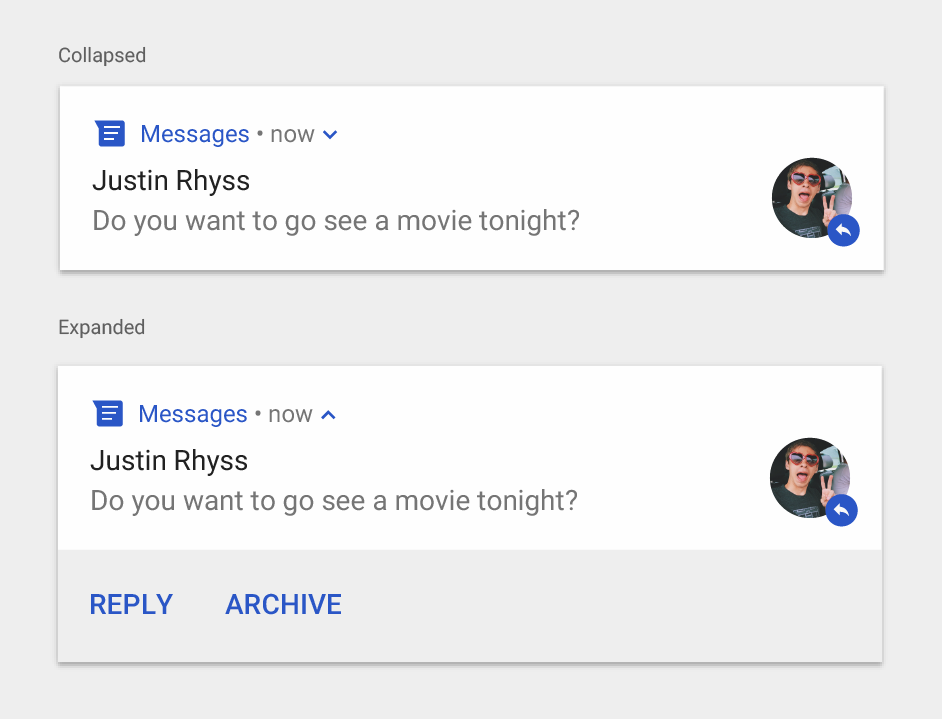 Collapsed
Messages • now
Justin Rhyss
Do you want to go see a movie tonight?
Expanded
Messages • now
Justin Rhyss
Do you want to go see a movie tonight?
REPLY ARCHIVE